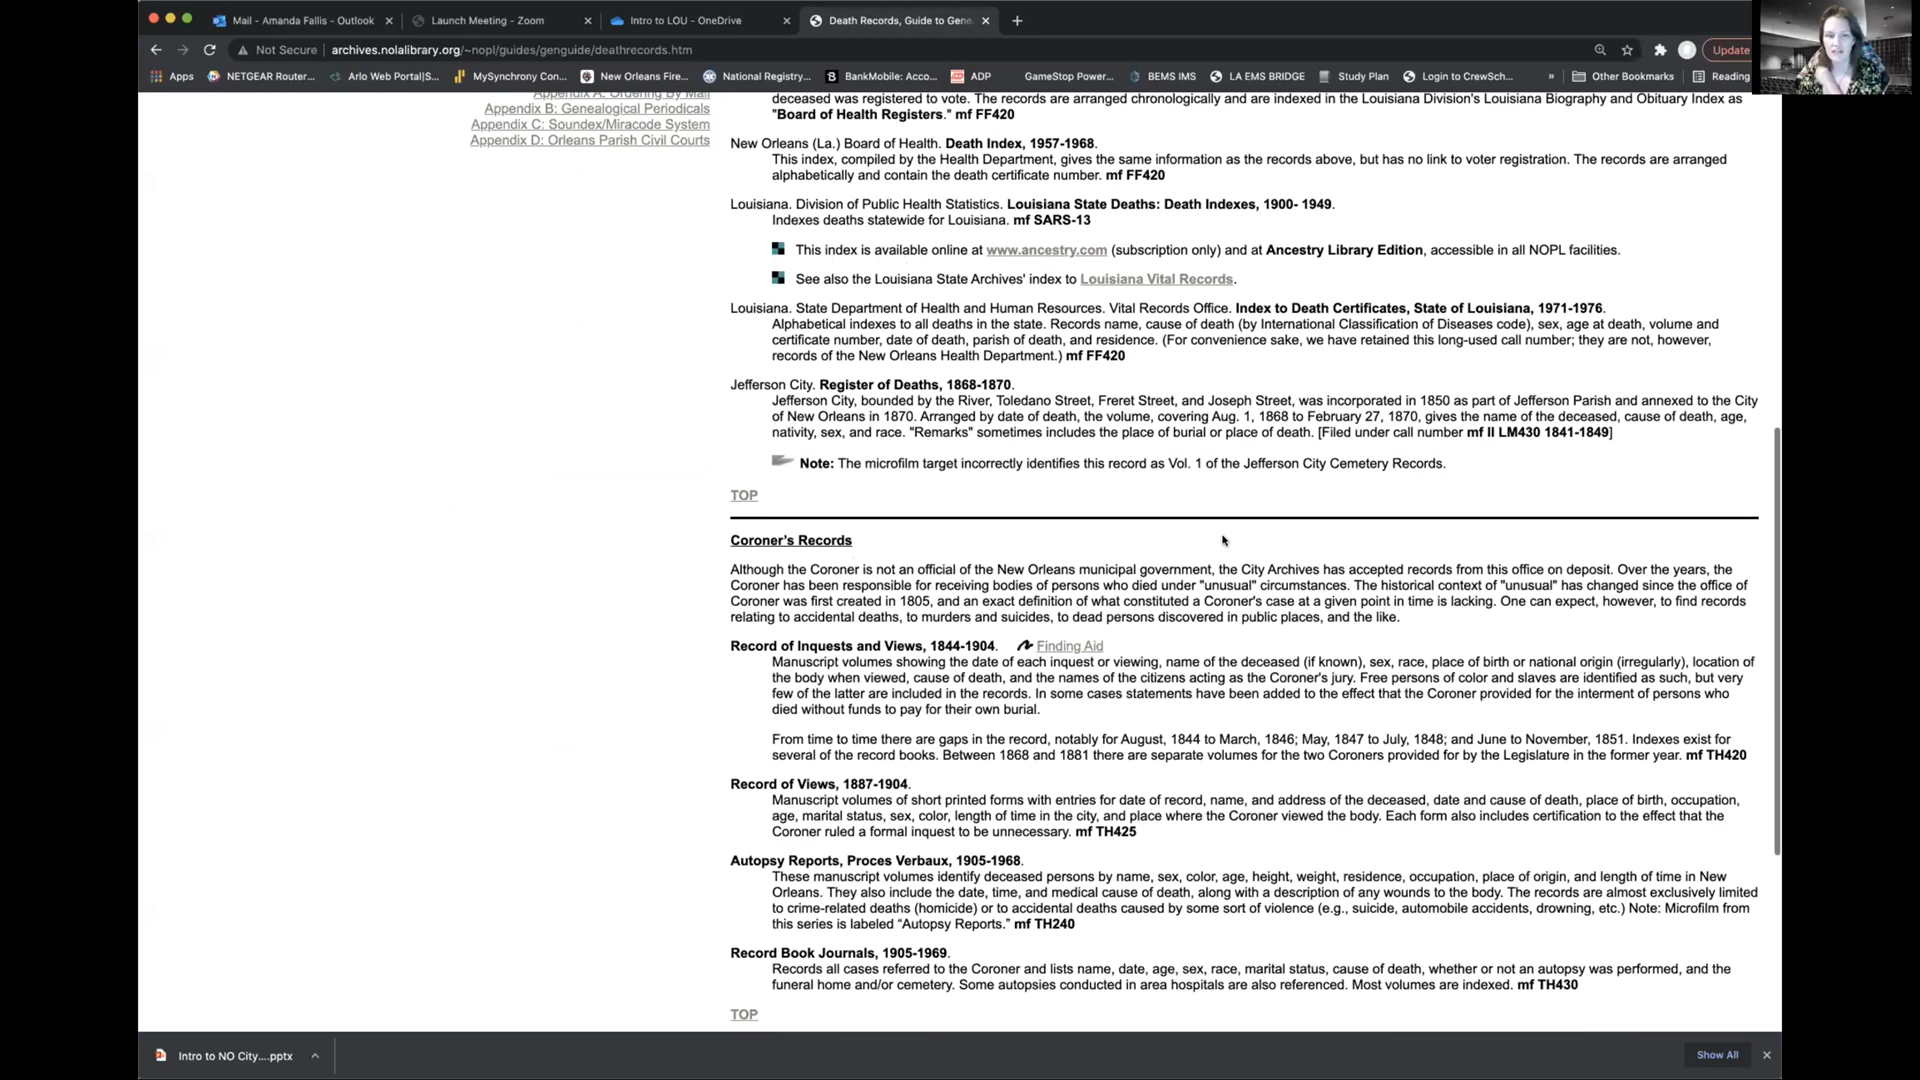 Mail - Amanda Fallis - Outlook
Launch Meeting - Zoom
Intro to LOU - OneDrive
Death Records, Guide to Gene
Not Secure
archives.nolalibrary.org/~nopl/guides/genguide/deathrecords.htm
Update
Apps
NETGEAR Router...
Arlo Web Portal|S...
MySynchrony Con...
New Orleans Fire...
National Registry...
BankMobile: Acco...
ADP
GameStop Power...
BEMS IMS
LA EMS BRIDGE
Study Plan
Login to CrewSch...
»
Other Bookmarks
Reading
Appendix A: Ordering By Mail
Appendix B: Genealogical Periodicals
Appendix C: Soundex/Miracode System
Appendix D: Orleans Parish Civil Courts
deceased was registered to vote. The records are arranged chronologically and are indexed in the Louisiana Division's Louisiana Biography and Obituary Index as
"Board of Health Registers." mf FF420
New Orleans (La.) Board of Health. Death Index, 1957-1968.
This index, compiled by the Health Department, gives the same information as the records above, but has no link to voter registration. The records are arranged
alphabetically and contain the death certificate number. mf FF420
Louisiana. Division of Public Health Statistics. Louisiana State Deaths: Death Indexes, 1900- 1949.
Indexes deaths statewide for Louisiana. mf SARS-13
This index is available online at www.ancestry.com (subscription only) and at Ancestry Library Edition, accessible in all NOPL facilities.
See also the Louisiana State Archives' index to Louisiana Vital Records.
Louisiana. State Department of Health and Human Resources. Vital Records Office. Index to Death Certificates, State of Louisiana, 1971-1976.
Alphabetical indexes to all deaths in the state. Records name, cause of death (by International Classification of Diseases code), sex, age at death, volume and
certificate number, date of death, parish of death, and residence. (For convenience sake, we have retained this long-used call number; they are not, however,
records of the New Orleans Health Department.) mf FF420
Jefferson City. Register of Deaths, 1868-1870.
Jefferson City, bounded by the River, Toledano Street, Freret Street, and Joseph Street, was incorporated in 1850 as part of Jefferson Parish and annexed to the City
of New Orleans in 1870. Arranged by date of death, the volume, covering Aug. 1, 1868 to February 27, 1870, gives the name of the deceased, cause of death, age,
nativity, sex, and race. "Remarks" sometimes includes the place of burial or place of death. [Filed under call number mf II LM430 1841-1849]
Note: The microfilm target incorrectly identifies this record as Vol. 1 of the Jefferson City Cemetery Records.
TOP
Coroner's Records
Although the Coroner is not an official of the New Orleans municipal government, the City Archives has accepted records from this office on deposit. Over the years, the
Coroner has been responsible for receiving bodies of persons who died under "unusual" circumstances. The historical context of "unusual" has changed since the office of
Coroner was first created in 1805, and an exact definition of what constituted a Coroner's case at a given point in time is lacking. One can expect, however, to find records
relating to accidental deaths, to murders and suicides, to dead persons discovered in public places, and the like.
Record of Inquests and Views, 1844-1904. Finding Aid
Manuscript volumes showing the date of each inquest or viewing, name of the deceased (if known), sex, race, place of birth or national origin (irregularly), location of
the body when viewed, cause of death, and the names of the citizens acting as the Coroner's jury. Free persons of color and slaves are identified as such, but very
few of the latter are included in the records. In some cases statements have been added to the effect that the Coroner provided for the interment of persons who
died without funds to pay for their own burial.
From time to time there are gaps in the record, notably for August, 1844 to March, 1846; May, 1847 to July, 1848; and June to November, 1851. Indexes exist for
several of the record books. Between 1868 and 1881 there are separate volumes for the two Coroners provided for by the Legislature in the former year. mf TH420
Record of Views, 1887-1904.
Manuscript volumes of short printed forms with entries for date of record, name, and address of the deceased, date and cause of death, place of birth, occupation,
age, marital status, sex, color, length of time in the city, and place where the Coroner viewed the body. Each form also includes certification to the effect that the
Coroner ruled a formal inquest to be unnecessary. mf TH425
Autopsy Reports, Proces Verbaux, 1905-1968.
These manuscript volumes identify deceased persons by name, sex, color, age, height, weight, residence, occupation, place of origin, and length of time in New
Orleans. They also include the date, time, and medical cause of death, along with a description of any wounds to the body. The records are almost exclusively limited
to crime-related deaths (homicide) or to accidental deaths caused by some sort of violence (e.g., suicide, automobile accidents, drowning, etc.) Note: Microfilm from
this series is labeled “Autopsy Reports.” mf TH240
Record Book Journals, 1905-1969.
Records all cases referred to the Coroner and lists name, date, age, sex, race, marital status, cause of death, whether or not an autopsy was performed, and the
funeral home and/or cemetery. Some autopsies conducted in area hospitals are also referenced. Most volumes are indexed. mf TH430
TOP
Intro to NO City....pptx
Show All